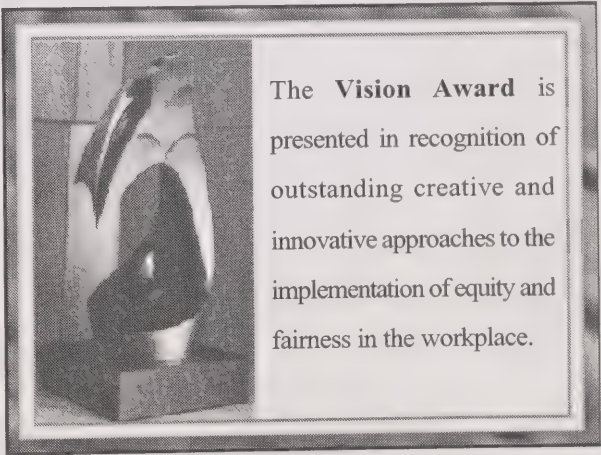 The Vision Award is
presented in recognition of
outstanding creative and
innovative approaches to the
implementation of equity and
fairness in the workplace.